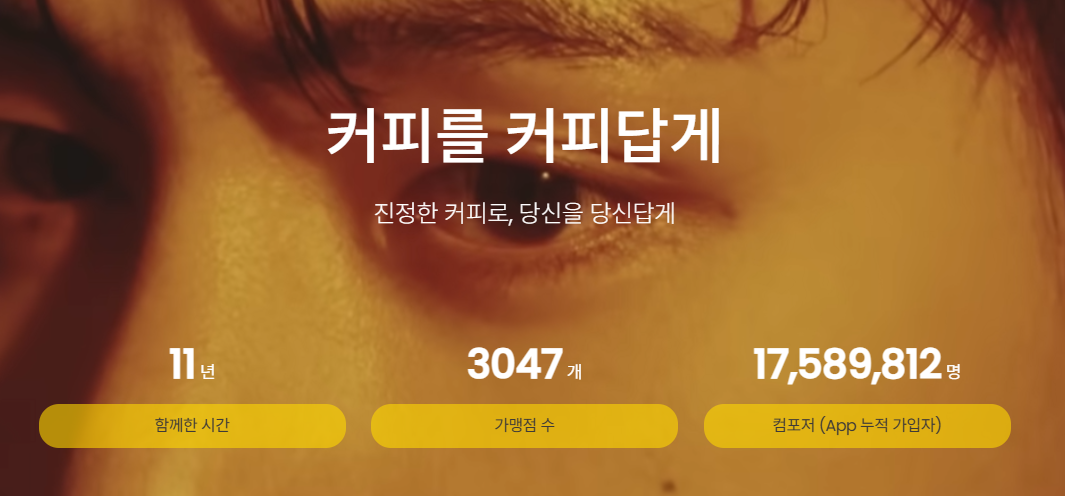 커피를 커피답게
진정한 커피로, 당신을 당신답게
11 년
3047 개
17,589,812 명
함께한 시간
가맹점 수
컴포저 (App 누적 가입자)